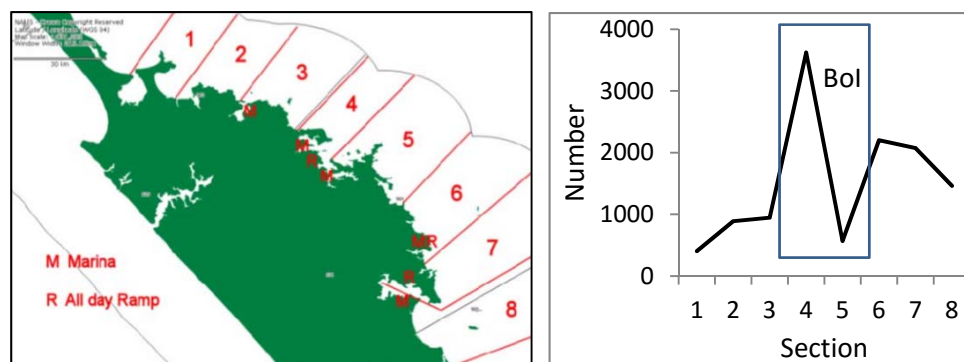 30 km
1
2
3
4
5
6
7
8
M
M
R
M
MR
R
M
M Marina
R All day Ramp
4000
3000
2000
1000
0
BoI
Number
1 2 3 4 5 6 7 8
Section